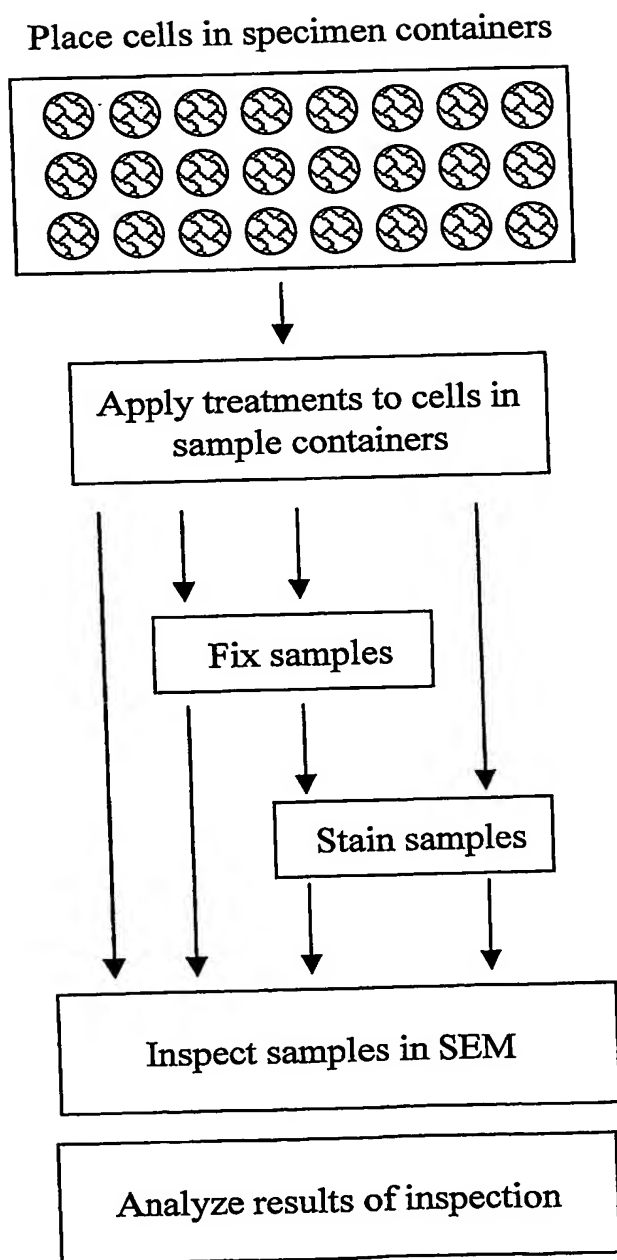 Place cells in specimen containers
Apply treatments to cells in
sample containers
Fix samples
Stain samples
Inspect samples in SEM
Analyze results of inspection